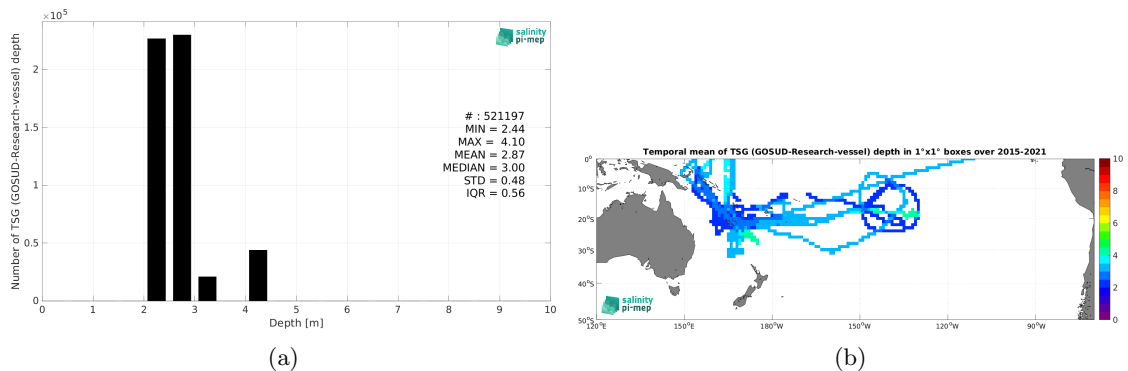 ×10⁵
salinity
pi-mep
Number of TSG (GOSUD-Research-vessel) depth
2
1.5
1
0.5
0
# : 521197
MIN = 2.44
MAX = 4.10
MEAN = 2.87
MEDIAN = 3.00
STD = 0.48
IQR = 0.56
0 1 2 3 4 5 6 7 8 9 10
Depth [m]
(a)
Temporal mean of TSG (GOSUD-Research-vessel) depth in 1°x1° boxes over 2015-2021
0°
10°S
20°S
30°S
40°S
50°S
120°E 150°E 180°W 150°W 120°W 90°W
10
8
6
4
2
0
salinity
pi-mep
(b)